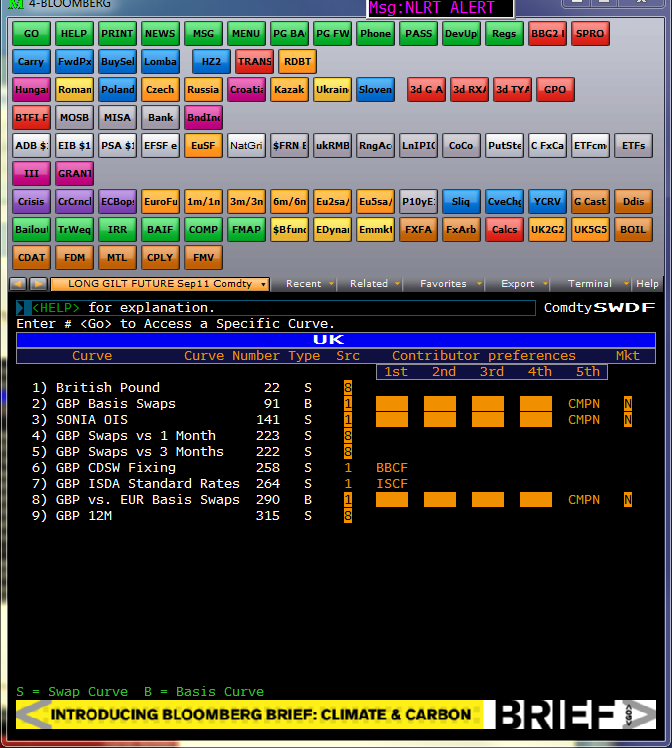 4-BLOOMBERG
Msg:NLRT ALERT
GO HELP PRINT NEWS MSG MENU PG BA PG FW Phone PASS DevUp Regs BBG2 SPRO
Carry FwdPx BuySel Lomba HZ2 TRANS RDBT
Hungar Roman Poland Czech Russia Croatia Kazak Ukrain Sloven 3d G A 3d RXA 3d TYA GPO
BTFI F MOSB MISA Bank BndInd
ADB $1 EIB $1 PSA $1 EFSF e EuSF NatGri $FRN E ukRMB RngAcc LnIPIC CoCo PutSte C FxCa ETFcm ETFs
III GRANT
Crisis CrCrncl ECBop EuroFu 1m/1n 3m/3n 6m/6n Eu2sa/ Eu5sa/ P10yE Sliq CveChg YCRV G Cast Ddis
Bailou TrWeq IRR BAIF COMP FMAP $Bfunc EDyna Emmkt FXFA FxArb Calcs UK2G2 UK5G5 BOIL
CDAT FDM MTL CPLY FMV
LONG GILT FUTURE Sep11 Comdty Recent Related Favorites Export Terminal Help
<HELP> for explanation. ComdtySWDF
Enter # <Go> to Access a Specific Curve.
UK
Curve Curve Number Type Src Contributor preferences Mkt
1st 2nd 3rd 4th 5th
1) British Pound 22 S 8
2) GBP Basis Swaps 91 B 1 CMPN N
3) SONIA OIS 141 S 1 CMPN N
4) GBP Swaps vs 1 Month 223 S 8
5) GBP Swaps vs 3 Months 222 S 8
6) GBP CDSW Fixing 258 S 1 BBCF
7) GBP ISDA Standard Rates 264 S 1 ISCF
8) GBP vs. EUR Basis Swaps 290 B 1 CMPN N
9) GBP 12M 315 S 8
S = Swap Curve B = Basis Curve
INTRODUCING BLOOMBERG BRIEF: CLIMATE & CARBON BRIEF